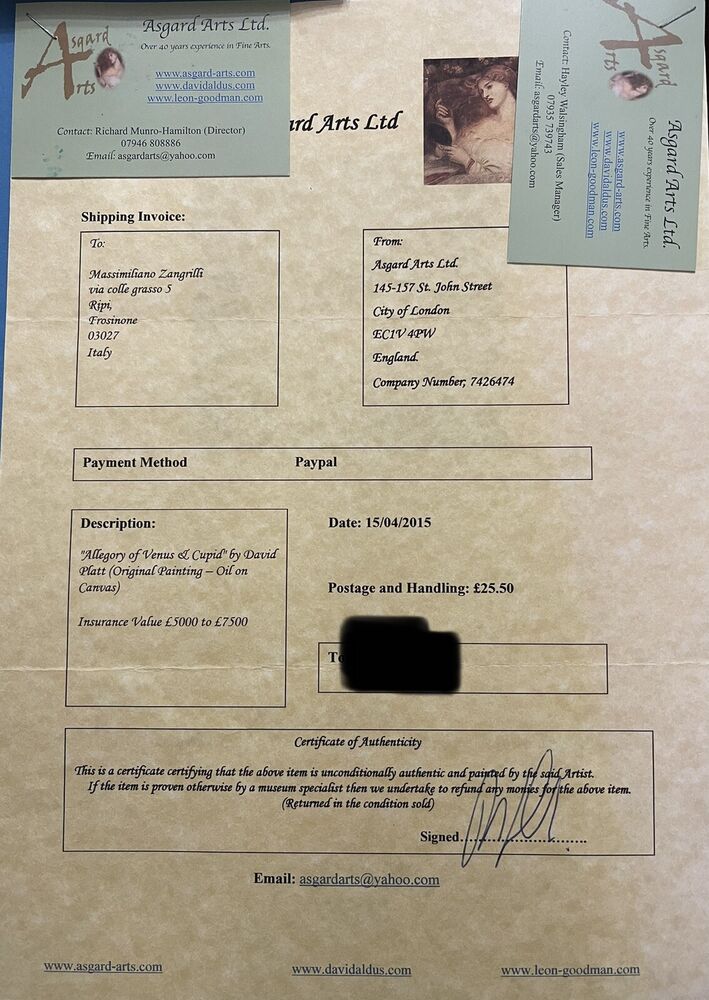 Asgard
Arts
Asgard Arts Ltd.
Over 40 years experience in Fine Arts.
www.asgard-arts.com
www.davidaldus.com
www.leon-goodman.com
Contact: Richard Munro-Hamilton (Director)
07946 808886
Email: asgardarts@yahoo.com
Asgard
Arts
Asgard Arts Ltd.
Over 40 years experience in Fine Arts.
www.asgard-arts.com
www.davidaldus.com
www.leon-goodman.com
Contact: Hayley Walsingham (Sales Manager)
07935 739743
Email: asgardarts@yahoo.com
rd Arts Ltd
Shipping Invoice:
To:
Massimiliano Zangrilli
via colle grasso 5
Ripi,
Frosinone
03027
Italy
From:
Asgard Arts Ltd.
145-157 St. John Street
City of London
EC1V 4PW
England.
Company Number; 7426474
Payment Method Paypal
Description:
"Allegory of Venus & Cupid" by David
Platt (Original Painting – Oil on
Canvas)
Insurance Value £5000 to £7500
Date: 15/04/2015
Postage and Handling: £25.50
Certificate of Authenticity
This is a certificate certifying that the above item is unconditionally authentic and painted by the said Artist.
If the item is proven otherwise by a museum specialist then we undertake to refund any monies for the above item.
(Returned in the condition sold)
Signed..............................
Email: asgardarts@yahoo.com
www.asgard-arts.com www.davidaldus.com www.leon-goodman.com